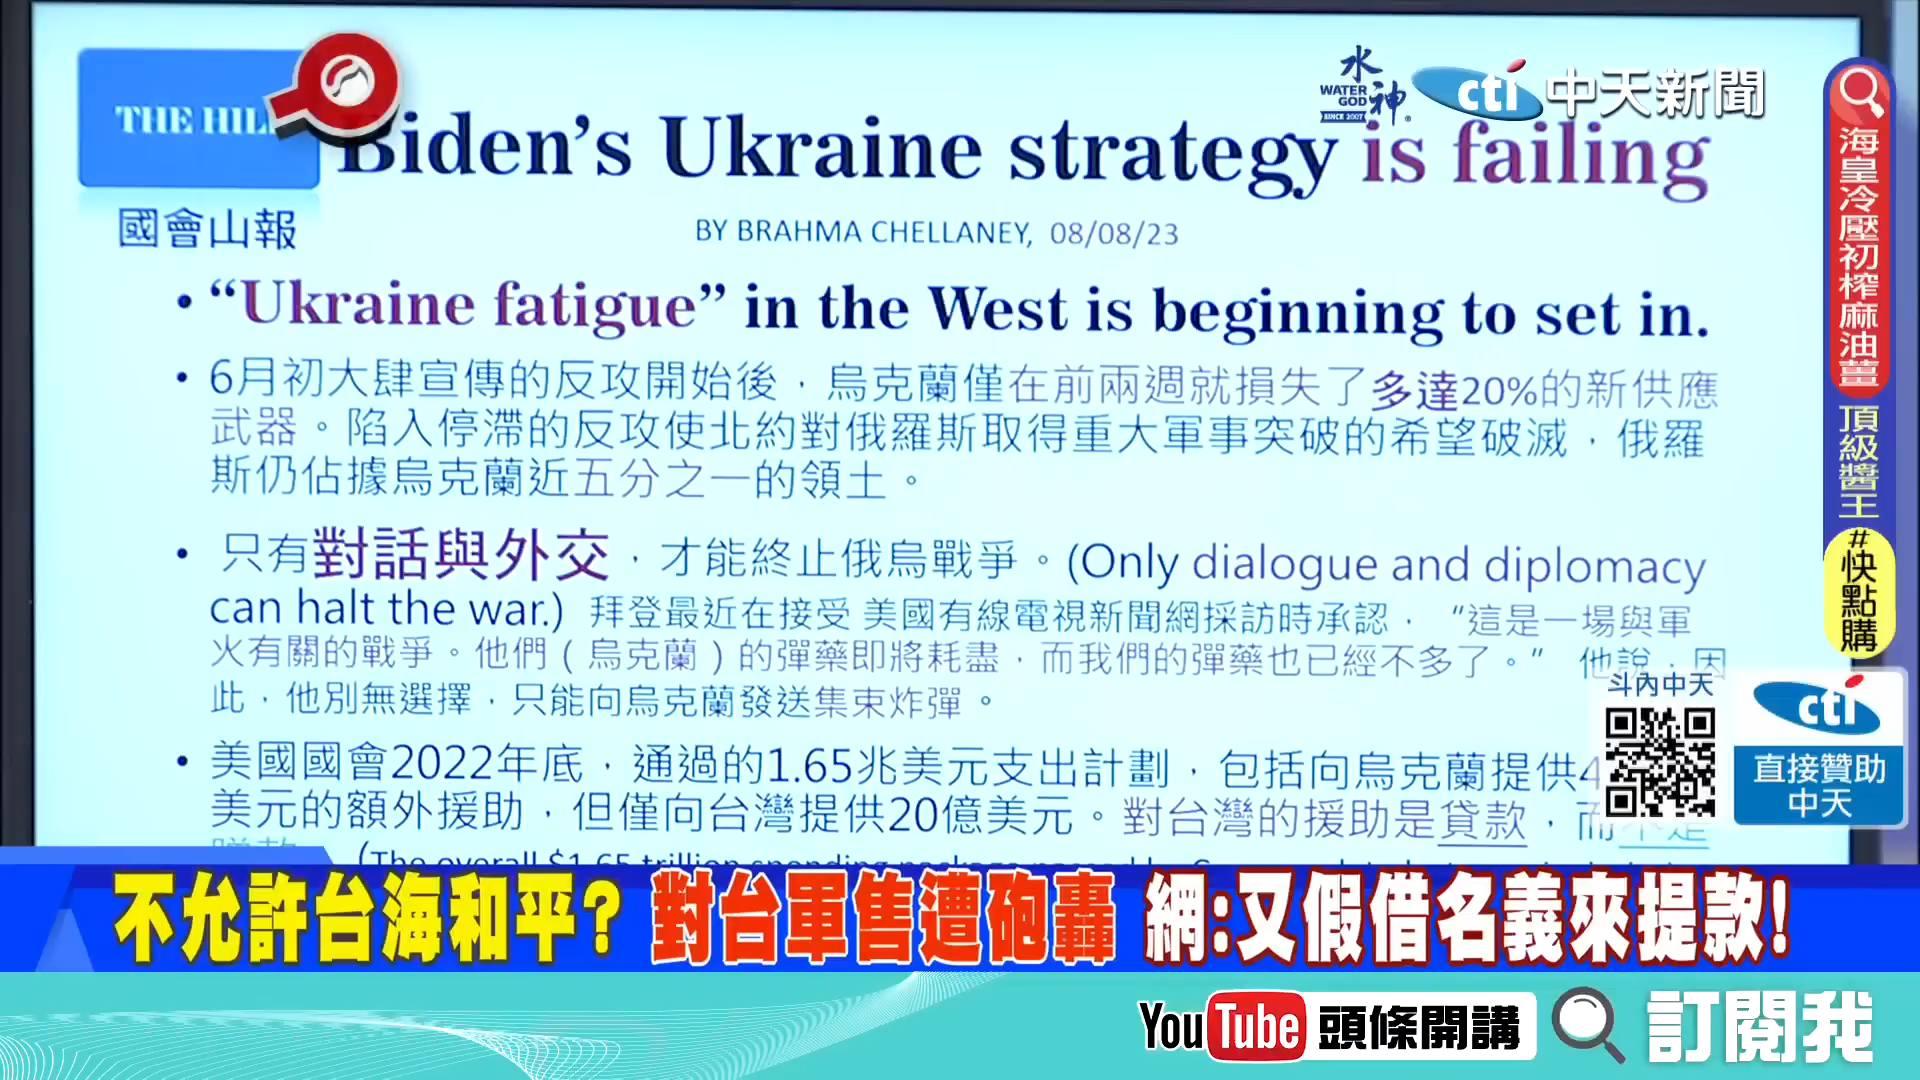 THE HILL
Biden's Ukraine strategy is failing
國會山報
BY BRAHMA CHELLANEY, 08/08/23
• “Ukraine fatigue” in the West is beginning to set in.
• 6月初大肆宣傳的反攻開始後，烏克蘭僅在前兩週就損失了多達20%的新供應
武器。陷入停滯的反攻使北約對俄羅斯取得重大軍事突破的希望破滅，俄羅
斯仍佔據烏克蘭近五分之一的領土。
• 只有對話與外交，才能終止俄烏戰爭。(Only dialogue and diplomacy
can halt the war.) 拜登最近在接受 美國有線電視新聞網採訪時承認，“這是一場與軍
火有關的戰爭。他們（烏克蘭）的彈藥即將耗盡，而我們的彈藥也已經不多了。” 他說，因
此，他別無選擇，只能向烏克蘭發送集束炸彈。
• 美國國會2022年底，通過的1.65兆美元支出計劃，包括向烏克蘭提供4
美元的額外援助，但僅向台灣提供20億美元。對台灣的援助是貸款，而不是
(The overall $1.65 trillion spending package passed by
水神
WATER GOD
SINCE 2007
cti 中天新聞
海皇冷壓初榨麻油薑
頂級醬王
#快點購
斗內中天
cti
直接贊助
中天
不允許台海和平? 對台軍售遭砲轟 網:又假借名義來提款!
YouTube 頭條開講 訂閱我